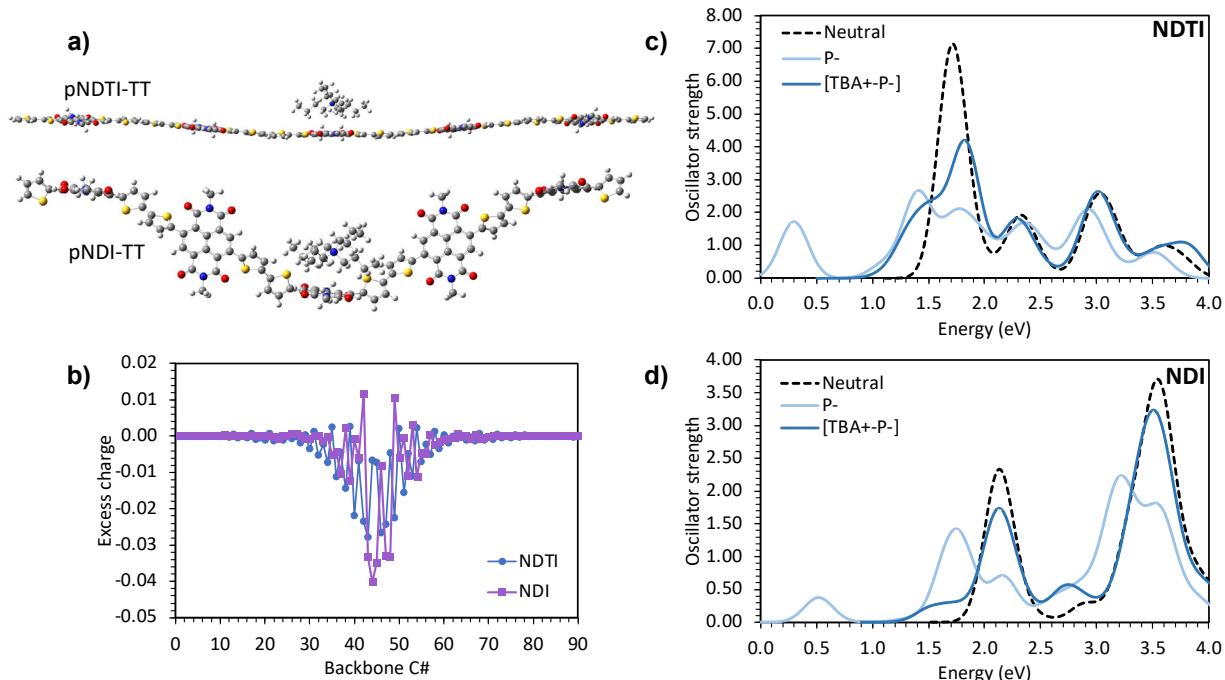 a)
pNDTI-TT
pNDI-TT
b)
Excess charge
0.02
0.01
0.00
-0.01
-0.02
-0.03
-0.04
-0.05
NDTI
NDI
0 10 20 30 40 50 60 70 80 90
Backbone C#
c)
NDTI
Neutral
P-
[TBA+-P-]
Oscillator strength
8.00
7.00
6.00
5.00
4.00
3.00
2.00
1.00
0.00
0.0 0.5 1.0 1.5 2.0 2.5 3.0 3.5 4.0
Energy (eV)
d)
NDI
Neutral
P-
[TBA+-P-]
Oscillator strength
4.00
3.50
3.00
2.50
2.00
1.50
1.00
0.50
0.00
0.0 0.5 1.0 1.5 2.0 2.5 3.0 3.5 4.0
Energy (eV)